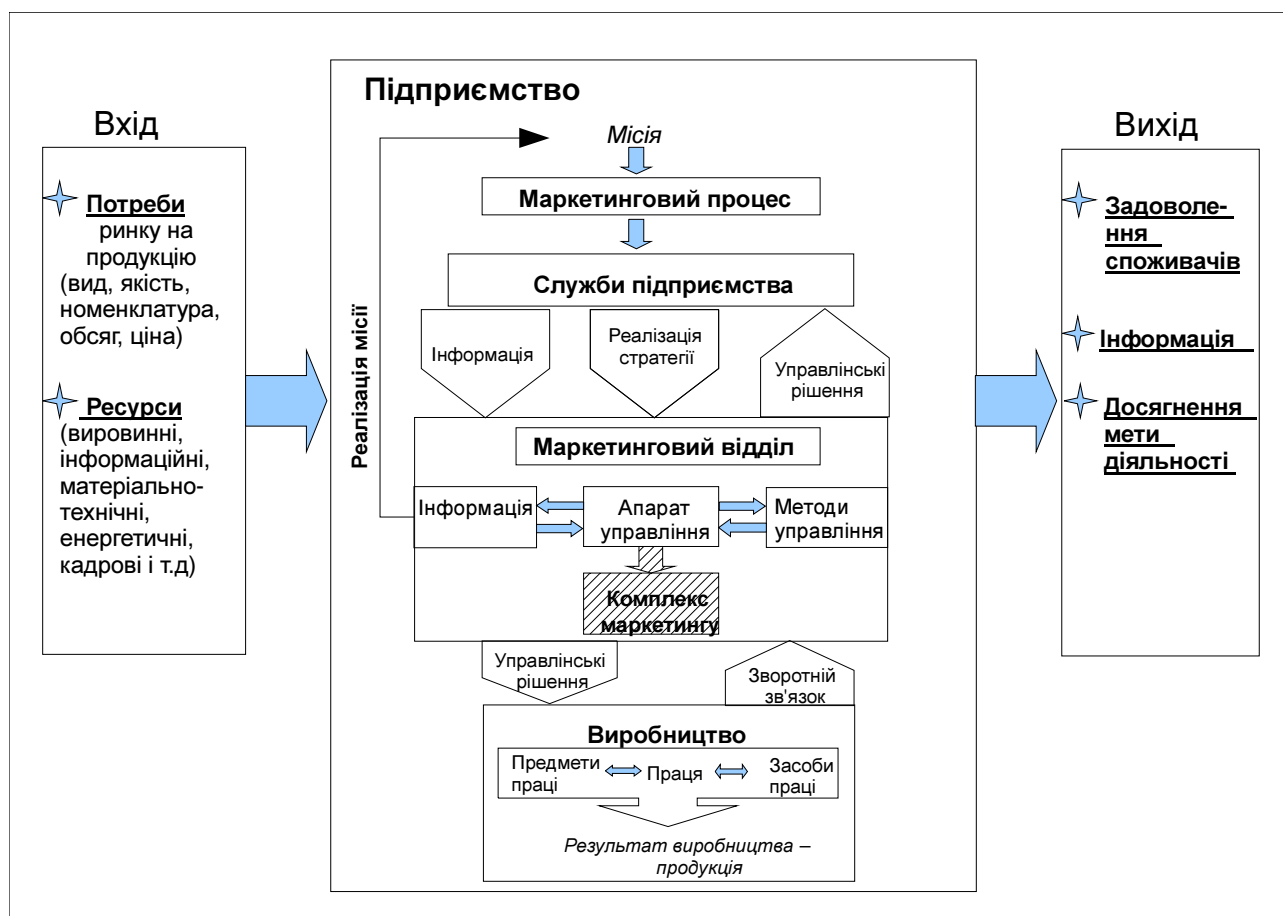 Вхід
Потреби
ринку на
продукцію
(вид, якість,
номенклатура,
обсяг, ціна)
Ресурси
(вировинні,
інформаційні,
матеріально-
технічні,
енергетичні,
кадрові і т.д)
Підприємство
Реалізація місії
Місія
Маркетинговий процес
Служби підприємства
Інформація
Реалізація
стратегії
Управлінські
рішення
Маркетинговий відділ
Інформація
Апарат
управління
Методи
управління
Комплекс
маркетингу
Управлінські
рішення
Зворотній
зв'язок
Виробництво
Предмети
праці
Праця
Засоби
праці
Результат виробництва –
продукція
Вихід
Задоволе-
ння
споживачів
Інформація
Досягнення
мети
діяльності